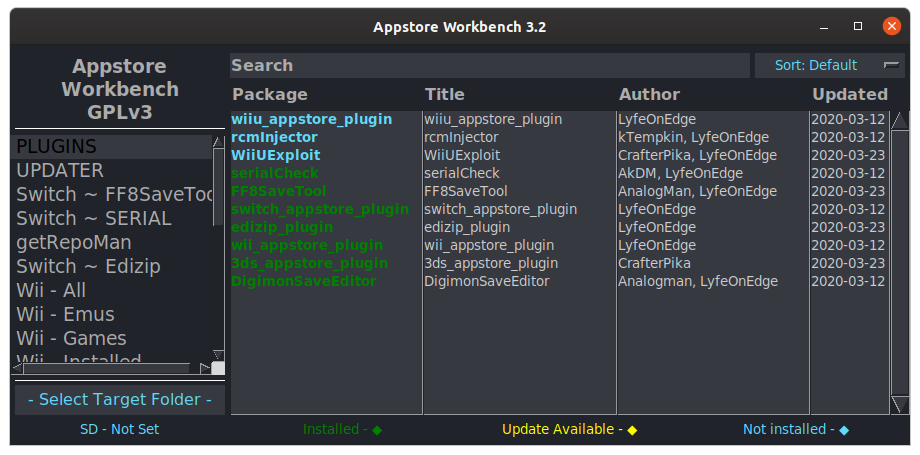 Appstore Workbench 3.2
Appstore
Workbench
GPLv3
PLUGINS
UPDATER
Switch ~ FF8SaveToo
Switch ~ SERIAL
getRepoMan
Switch ~ Edizip
Wii - All
Wii - Emus
Wii - Games
Wii - Installed
- Select Target Folder -
SD - Not Set
Search Sort: Default
Package Title Author Updated
wiiu_appstore_plugin wiiu_appstore_plugin LyfeOnEdge 2020-03-12
rcmInjector rcmInjector kTempkin, LyfeOnEdge 2020-03-12
WiiUExploit WiiUExploit CrafterPika, LyfeOnEdge 2020-03-23
serialCheck serialCheck AkDM, LyfeOnEdge 2020-03-12
FF8SaveTool FF8SaveTool AnalogMan, LyfeOnEdge 2020-03-23
switch_appstore_plugin switch_appstore_plugin LyfeOnEdge 2020-03-12
edizip_plugin edizip_plugin LyfeOnEdge 2020-03-23
wii_appstore_plugin wii_appstore_plugin LyfeOnEdge 2020-03-12
3ds_appstore_plugin 3ds_appstore_plugin CrafterPika 2020-03-23
DigimonSaveEditor DigimonSaveEditor Analogman, LyfeOnEdge 2020-03-12
Installed - ◆ Update Available - ◆ Not installed - ◆